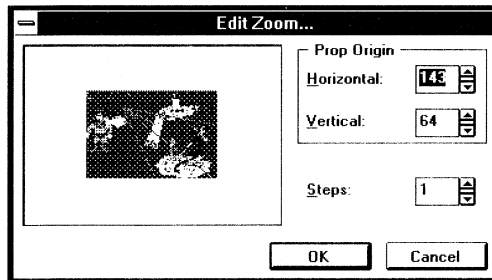 Edit Zoom...
Prop Origin
Horizontal: 143
Vertical: 64
Steps: 1
OK Cancel